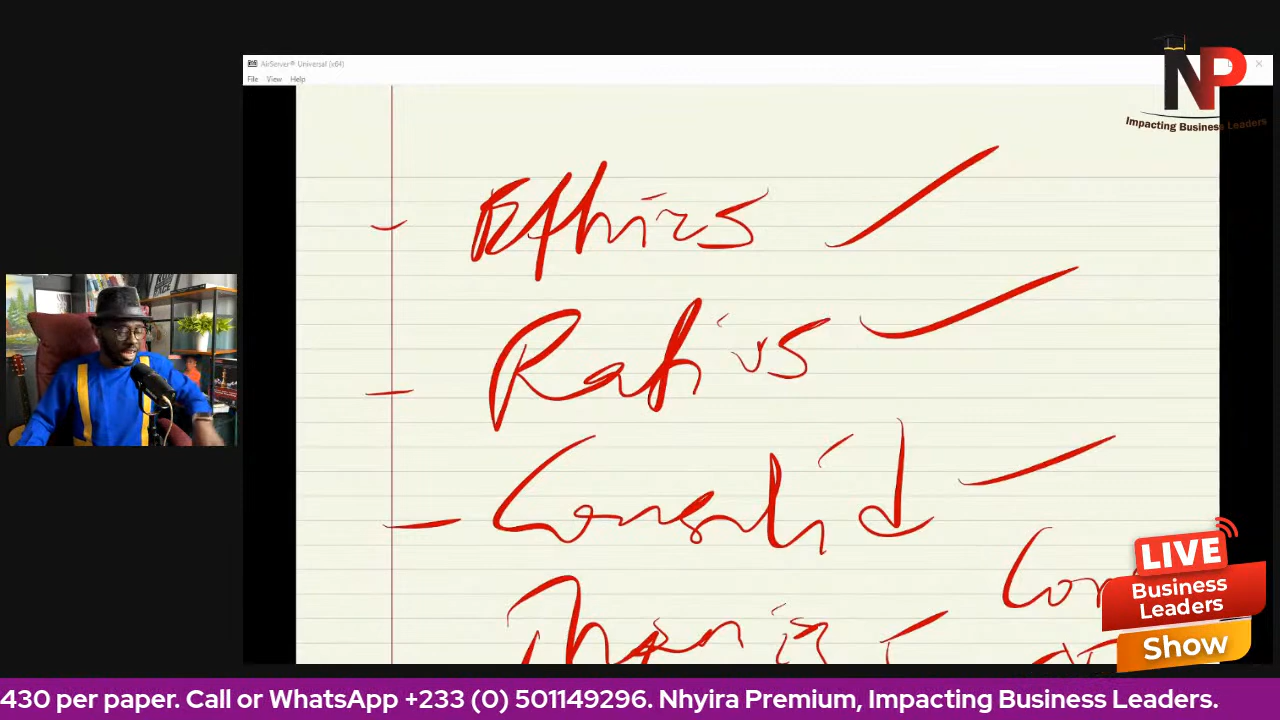 AirServer® Universal (x64)
File View Help
NP
Impacting Business Leaders
- Ethics
- Ratios
- Consolid
LIVE
Business
Leaders
Show
430 per paper. Call or WhatsApp +233 (0) 501149296. Nhyira Premium, Impacting Business Leaders.